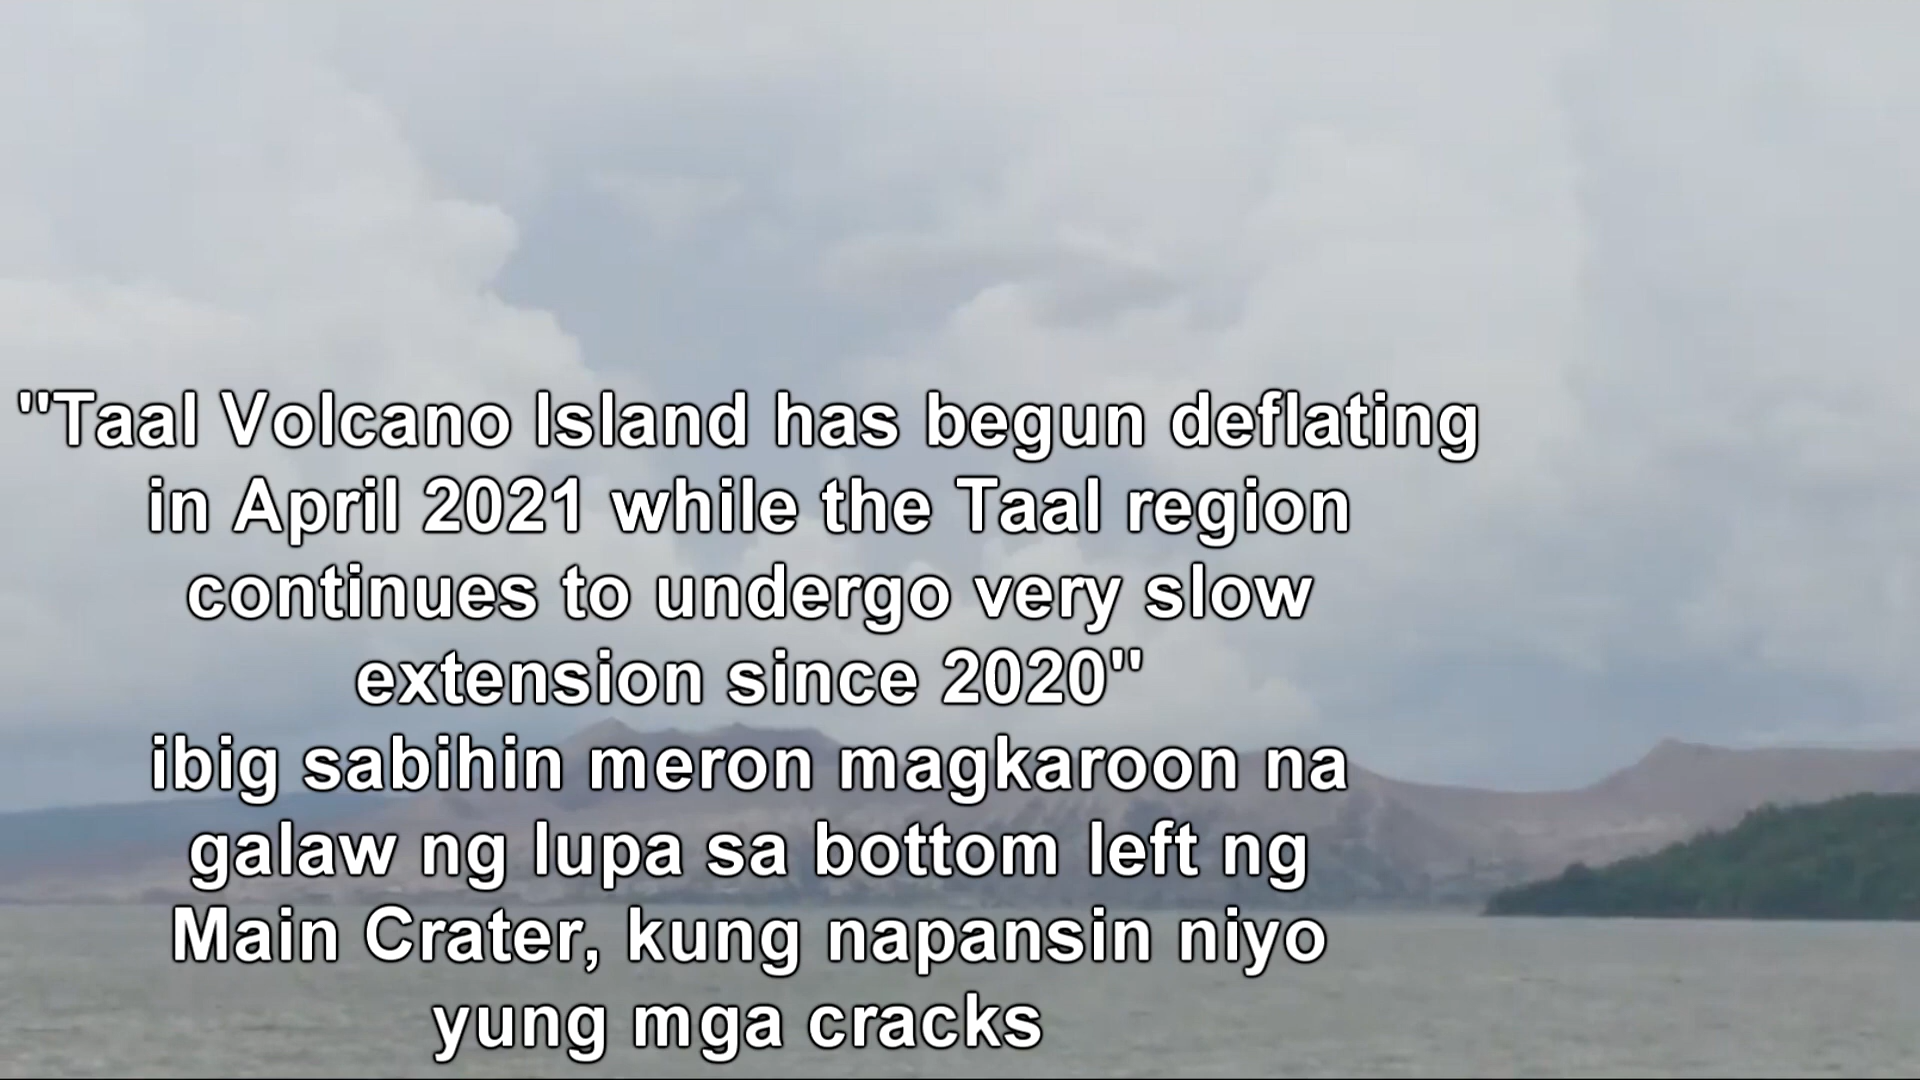 "Taal Volcano Island has begun deflating
in April 2021 while the Taal region
continues to undergo very slow
extension since 2020"
ibig sabihin meron magkaroon na
galaw ng lupa sa bottom left ng
Main Crater, kung napansin niyo
yung mga cracks